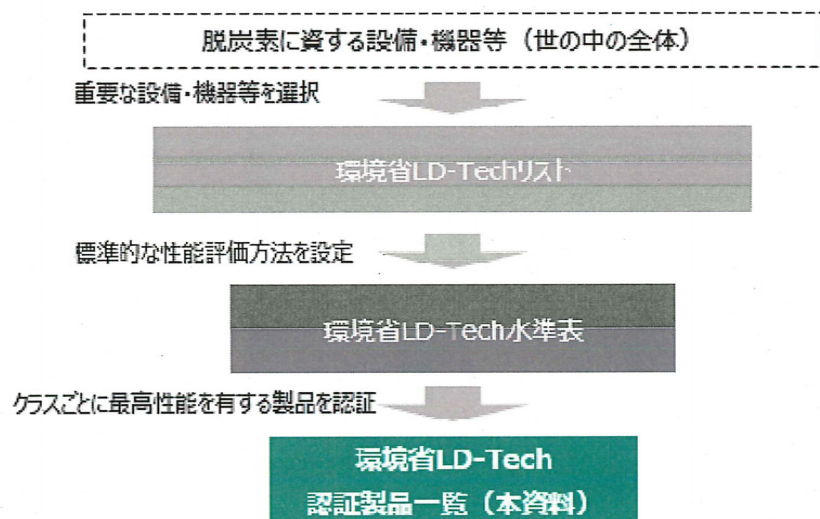 脱炭素に資する設備・機器等（世の中の全体）
重要な設備・機器等を選択
環境省LD-Techリスト
標準的な性能評価方法を設定
環境省LD-Tech水準表
クラスごとに最高性能を有する製品を認証
環境省LD-Tech
認証製品一覧（本資料）